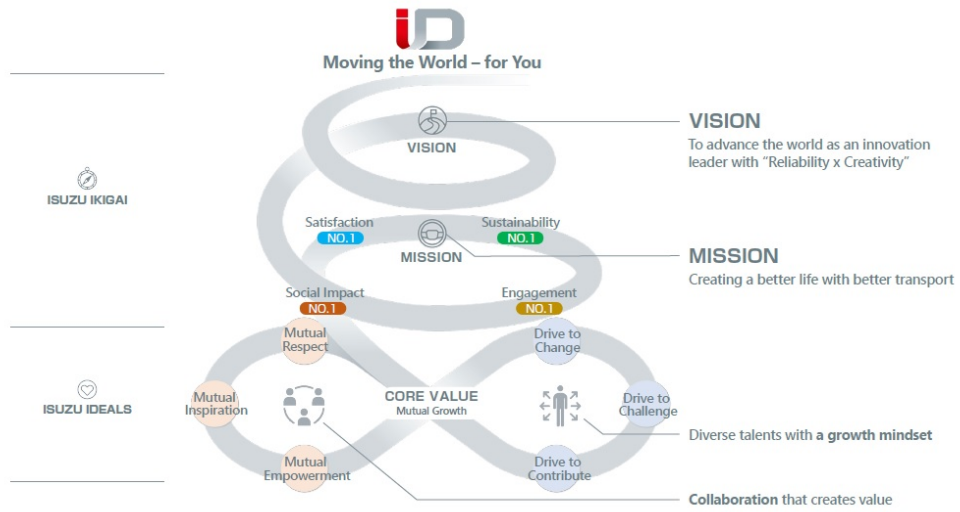 iD
Moving the World – for You
VISION
VISION
To advance the world as an innovation
leader with “Reliability x Creativity”
ISUZU IKIGAI
Satisfaction
NO.1
Sustainability
NO.1
MISSION
MISSION
Creating a better life with better transport
Social Impact
NO.1
Engagement
NO.1
Mutual
Respect
Drive to
Change
ISUZU IDEALS
Mutual
Inspiration
CORE VALUE
Mutual Growth
Drive to
Challenge
Diverse talents with a growth mindset
Mutual
Empowerment
Drive to
Contribute
Collaboration that creates value